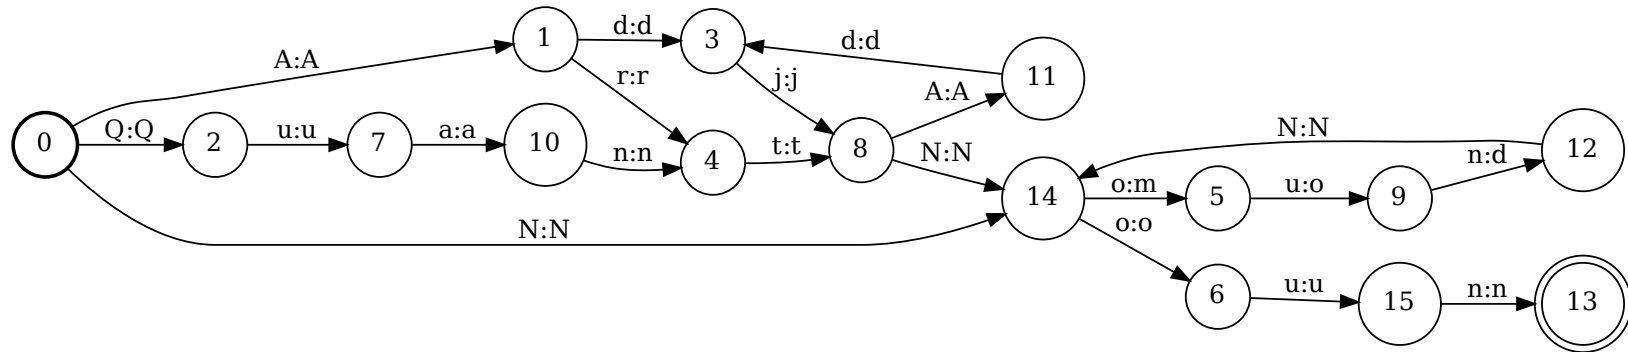 1 d:d 3 d:d 11
A:A r:r j:j A:A
0 Q:Q 2 u:u 7 a:a 10 n:n 4 t:t 8 N:N 14 o:m 5 u:o 9 n:d 12 N:N
N:N o:o
6 u:u 15 n:n 13